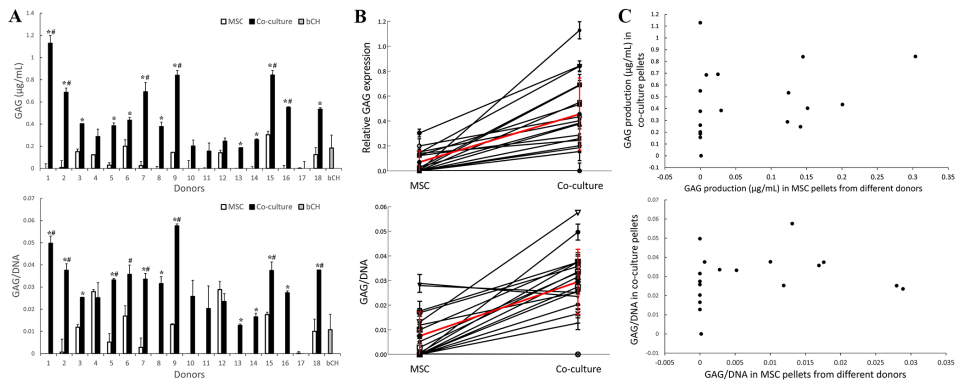 A
MSC Co-culture bCH
GAG (µg/mL)
1.4
1.2
1
0.8
0.6
0.4
0.2
0
*# *# * * * *# * *# * * *# *# *
1 2 3 4 5 6 7 8 9 10 11 12 13 14 15 16 17 18 bCH
Donors
MSC Co-culture bCH
GAG/DNA
0.07
0.06
0.05
0.04
0.03
0.02
0.01
0
*# *# * *# # *# * *# * * *# * *#
1 2 3 4 5 6 7 8 9 10 11 12 13 14 15 16 17 18 bCH
Donors
B
Relative GAG expression
1.4
1.2
1.0
0.8
0.6
0.4
0.2
0.0
MSC Co-culture
GAG/DNA
0.06
0.05
0.04
0.03
0.02
0.01
0.00
MSC Co-culture
C
GAG production (µg/mL) in
co-culture pellets
1.2
1.1
1
0.9
0.8
0.7
0.6
0.5
0.4
0.3
0.2
0.1
0
-0.1
-0.05 0 0.05 0.1 0.15 0.2 0.25 0.3 0.35
GAG production (µg/mL) in MSC pellets from different donors
GAG/DNA in co-culture pellets
0.07
0.06
0.05
0.04
0.03
0.02
0.01
0
-0.01
-0.005 0 0.005 0.01 0.015 0.02 0.025 0.03 0.035
GAG/DNA in MSC pellets from different donors